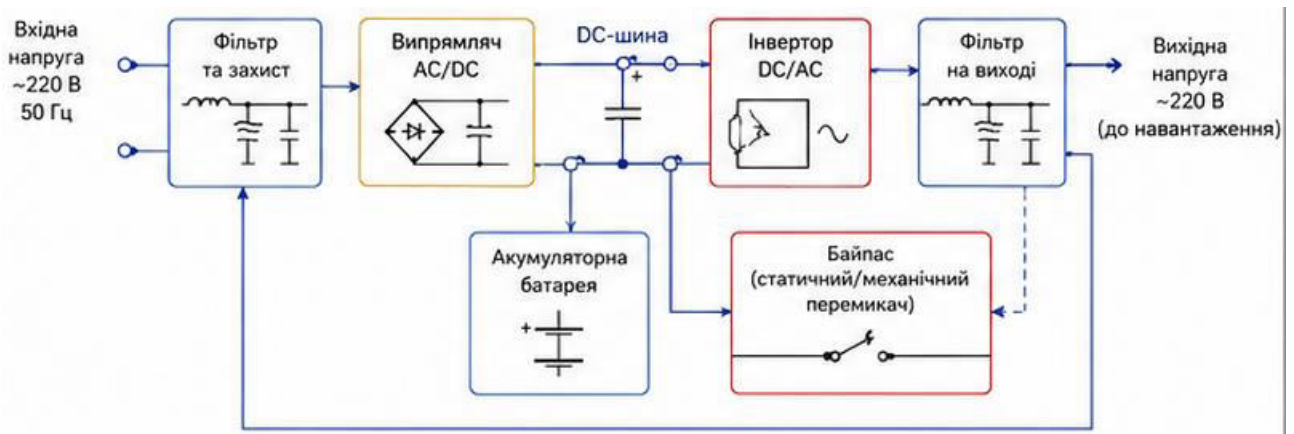 Вхідна
напруга
~220 В
50 Гц
Фільтр
та захист
Випрямляч
AC/DC
DC-шина
+
Інвертор
DC/AC
Фільтр
на виході
Вихідна
напруга
~220 В
(до навантаження)
Акумуляторна
батарея
+
Байпас
(статичний/механічний
перемикач)